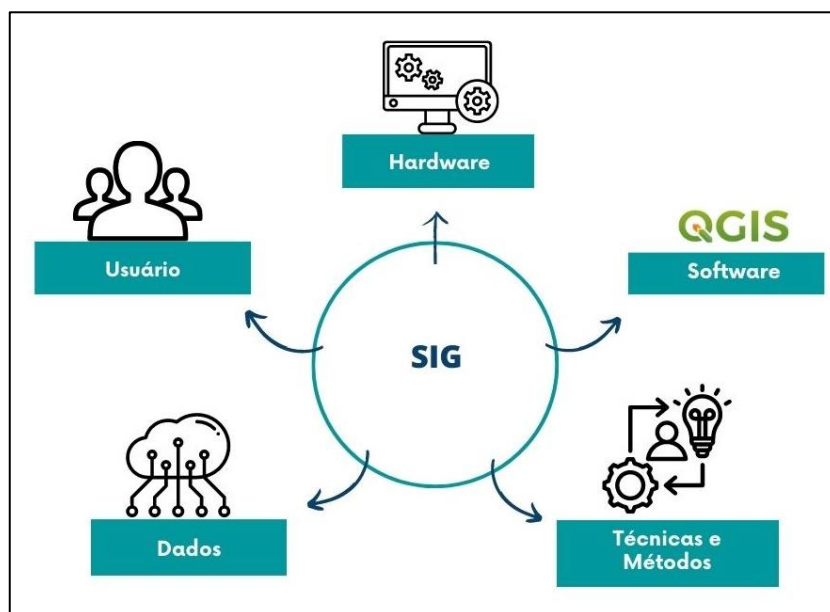 Hardware
Usuário
QGIS
Software
SIG
Dados
Técnicas e
Métodos